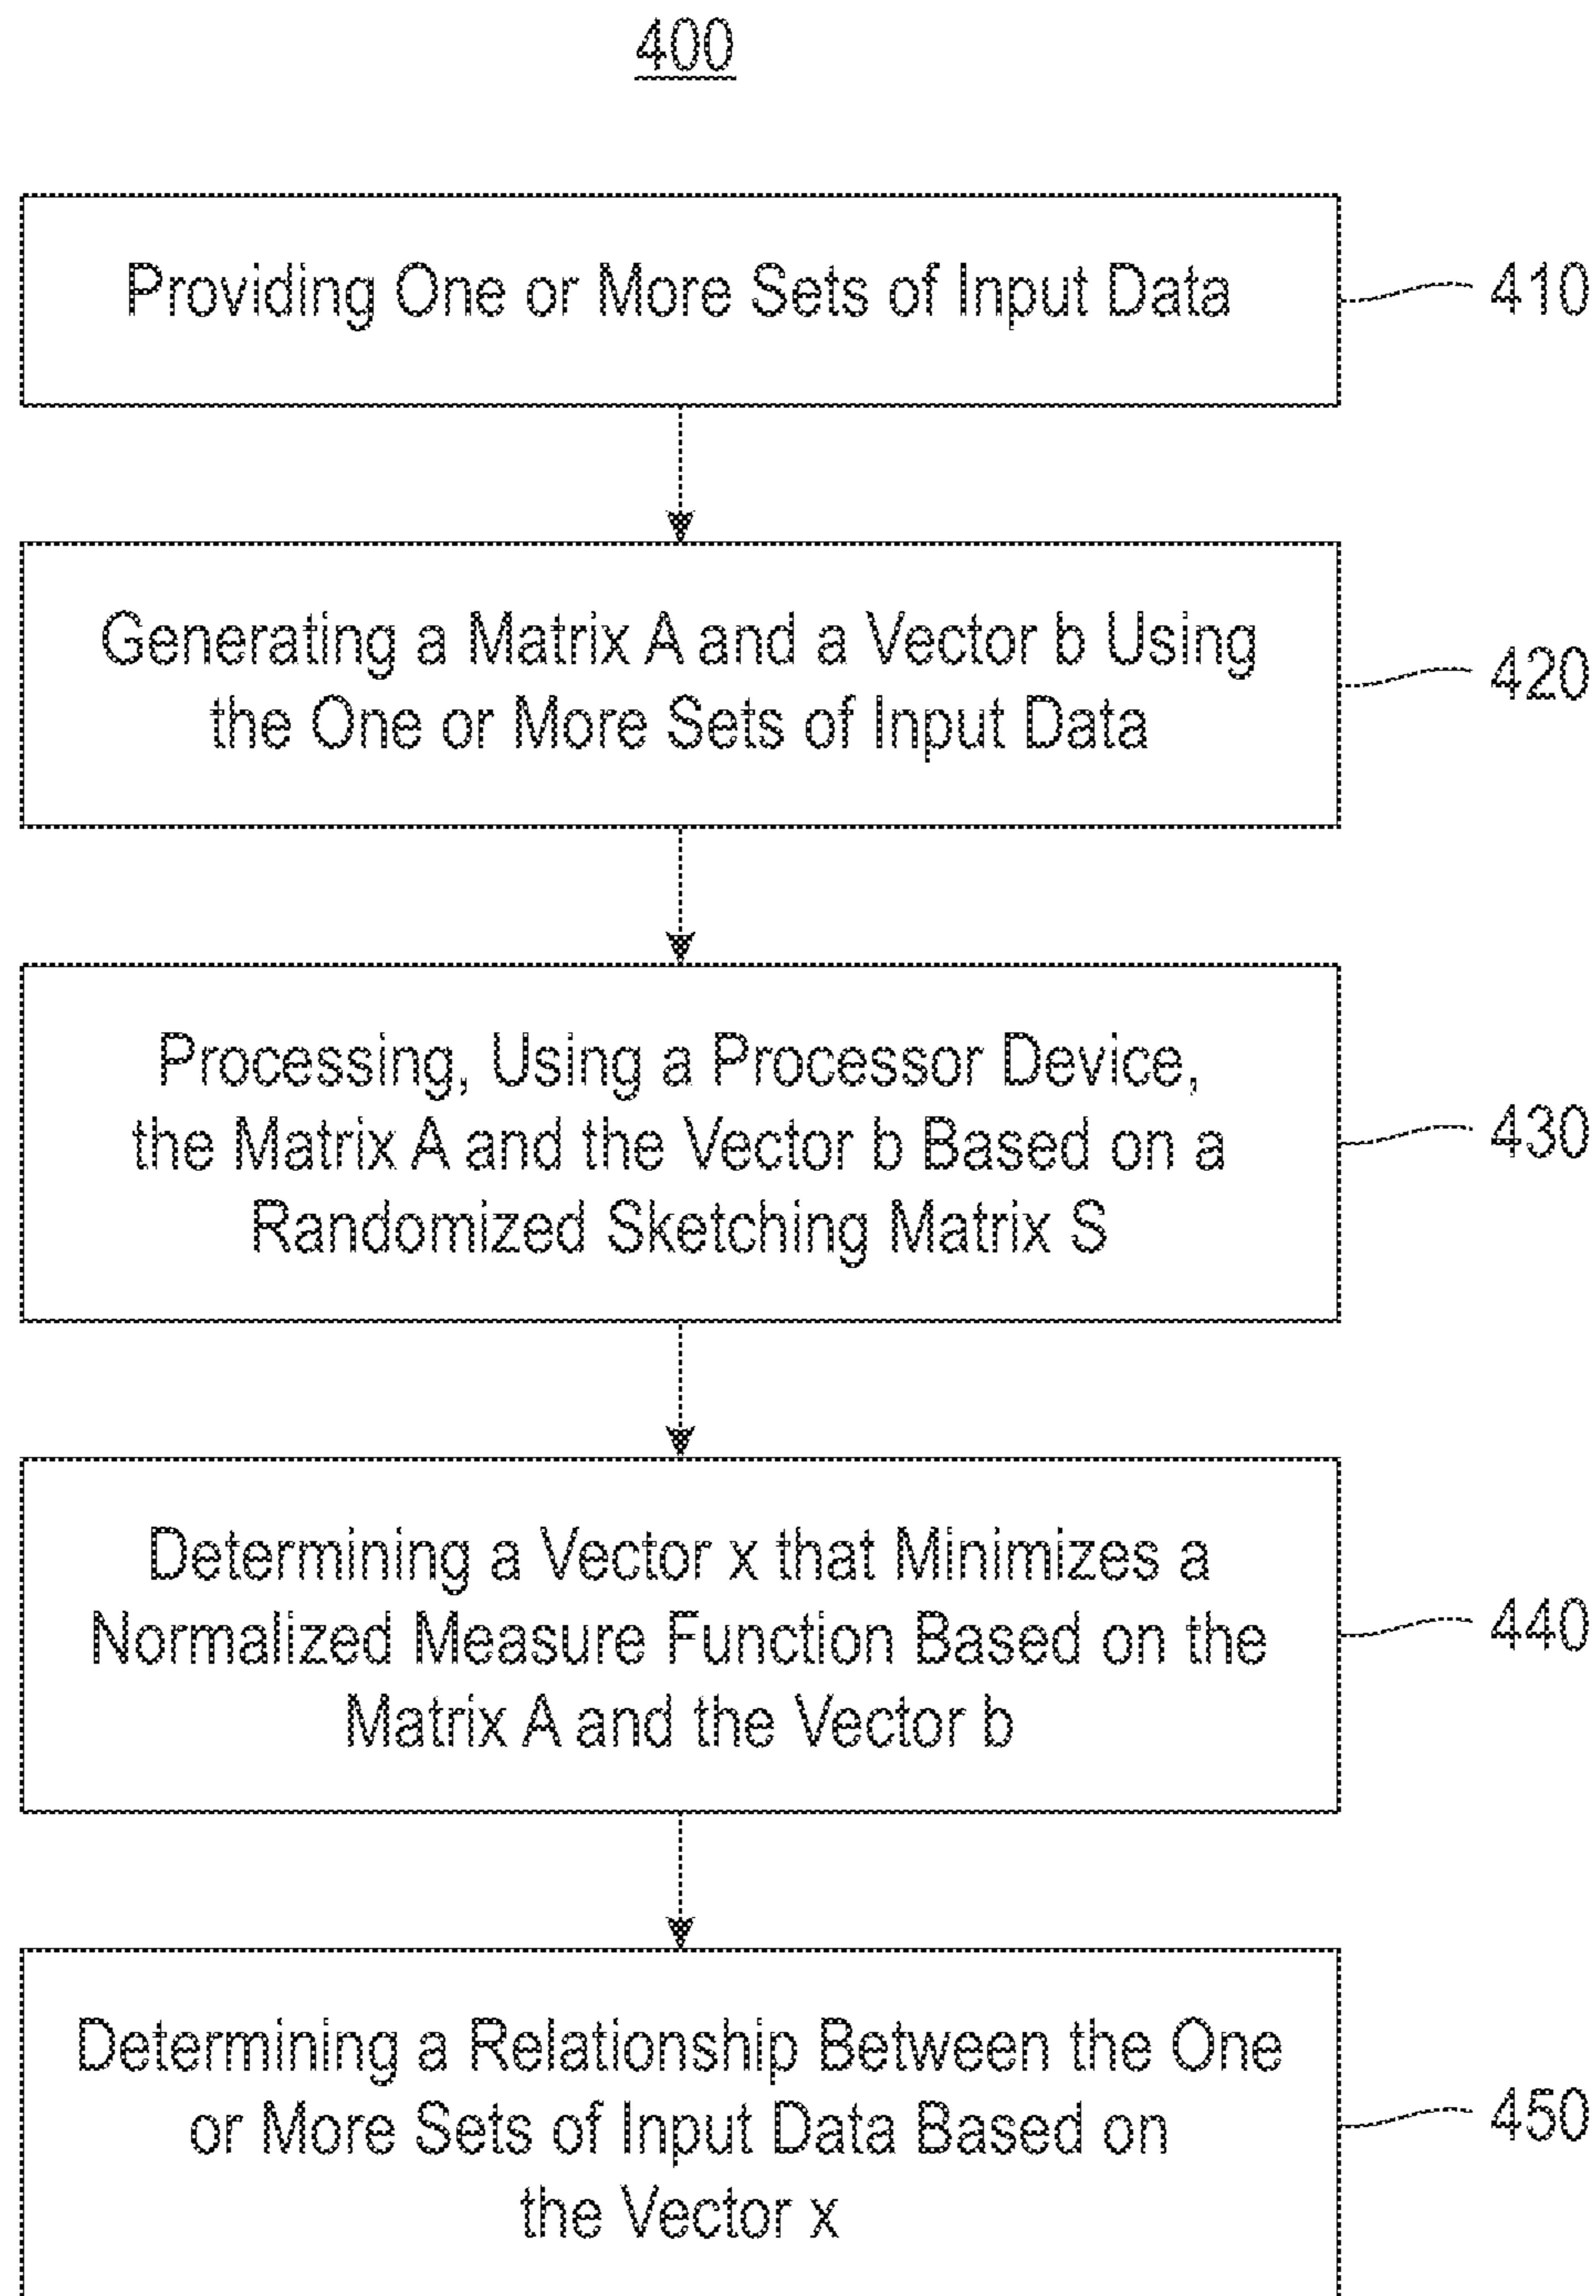 400
Providing One or More Sets of Input Data
410
Generating a Matrix A and a Vector b Using
the One or More Sets of Input Data
420
Processing, Using a Processor Device,
the Matrix A and the Vector b Based on a
Randomized Sketching Matrix S
430
Determining a Vector x that Minimizes a
Normalized Measure Function Based on the
Matrix A and the Vector b
440
Determining a Relationship Between the One
or More Sets of Input Data Based on
the Vector x
450